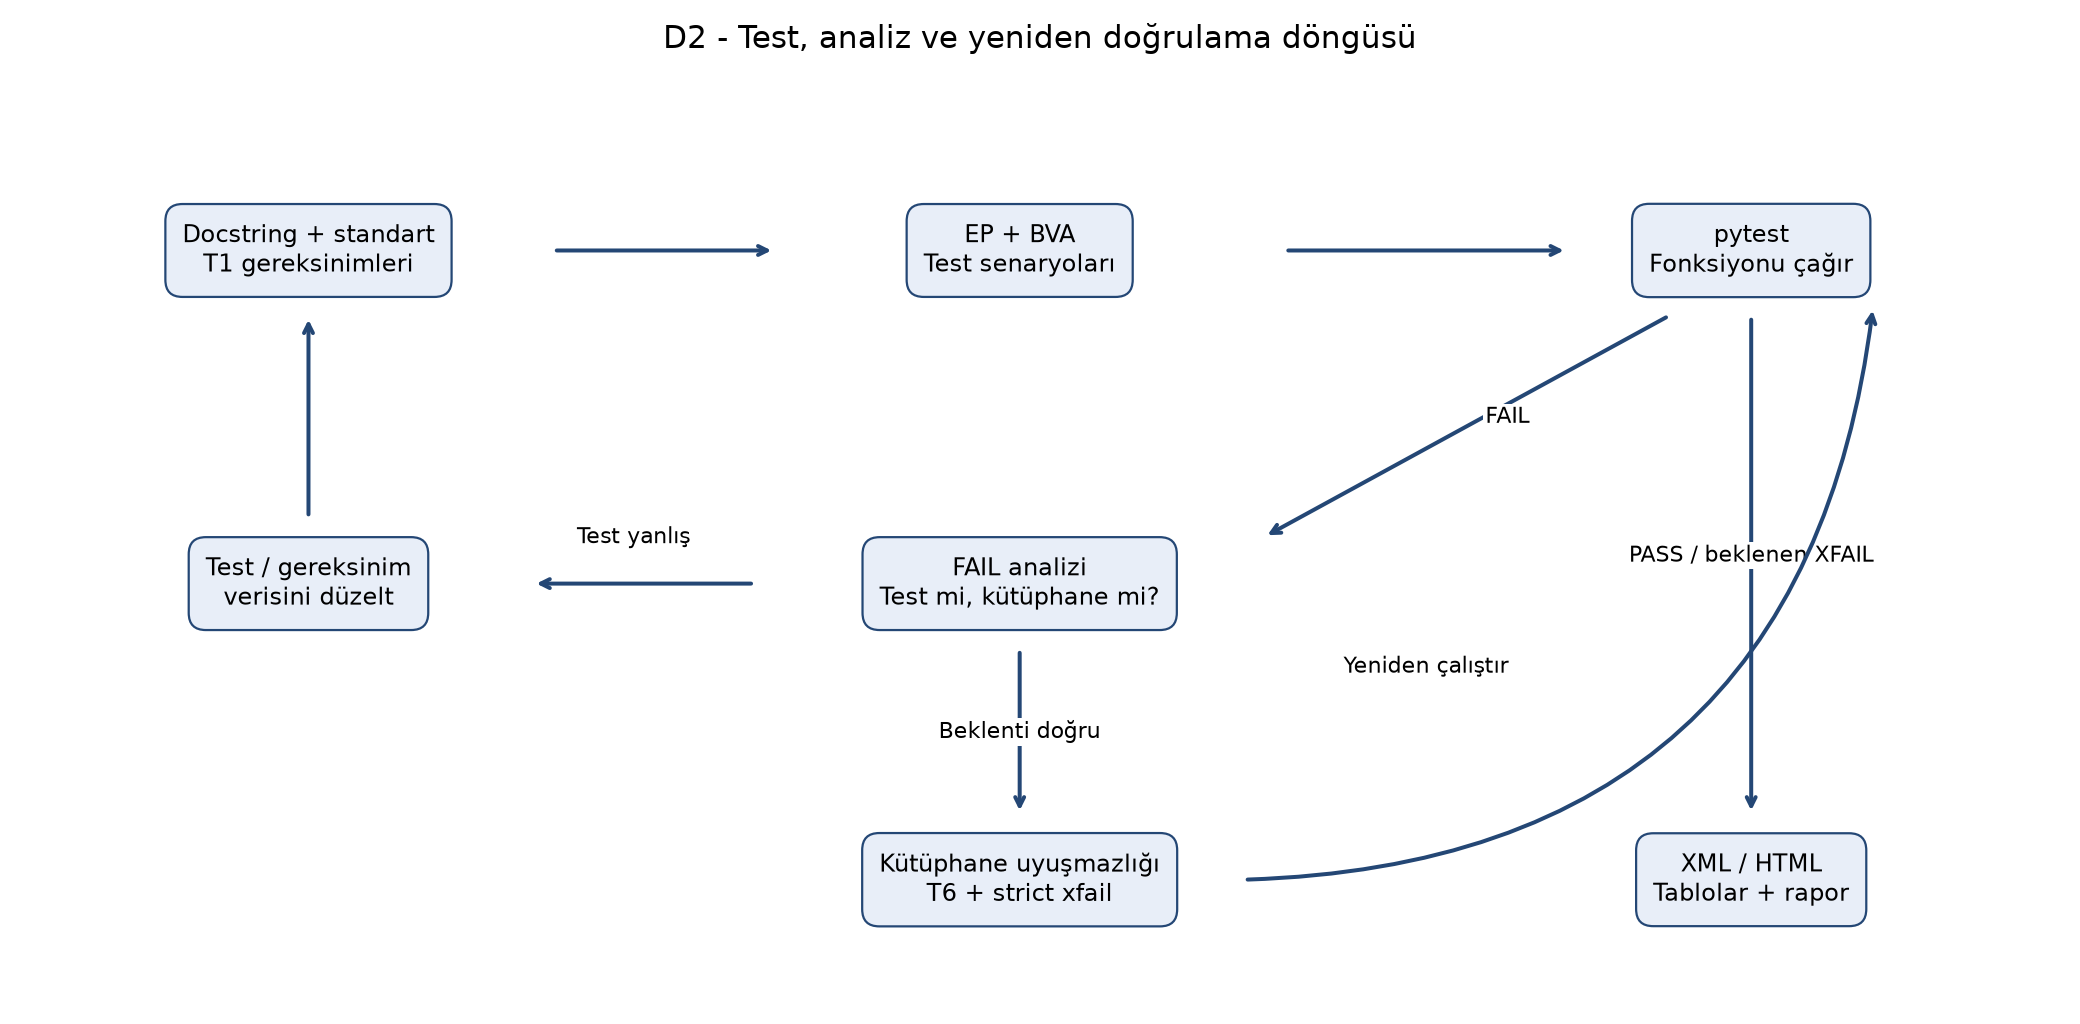 D2 - Test, analiz ve yeniden doğrulama döngüsü
Docstring + standart
T1 gereksinimleri
EP + BVA
Test senaryoları
pytest
Fonksiyonu çağır
FAIL
Test / gereksinim
verisini düzelt
Test yanlış
FAIL analizi
Test mi, kütüphane mi?
PASS / beklenen XFAIL
Yeniden çalıştır
Beklenti doğru
Kütüphane uyuşmazlığı
T6 + strict xfail
XML / HTML
Tablolar + rapor